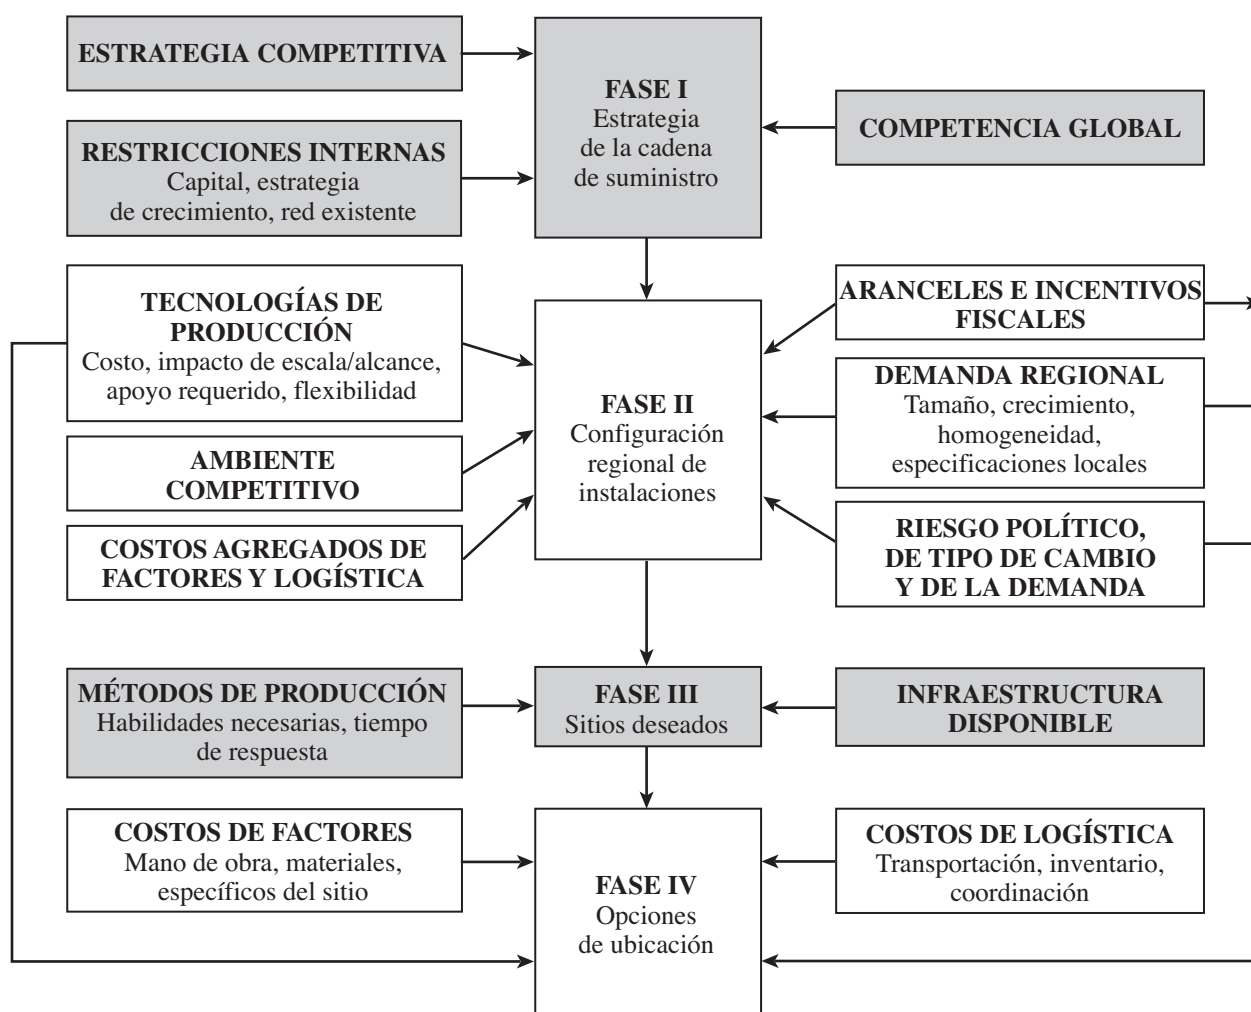 ESTRATEGIA COMPETITIVA
FASE I
Estrategia
de la cadena
de suministro
COMPETENCIA GLOBAL
RESTRICCIONES INTERNAS
Capital, estrategia
de crecimiento, red existente
TECNOLOGÍAS DE
PRODUCCIÓN
Costo, impacto de escala/alcance,
apoyo requerido, flexibilidad
ARANCELES E INCENTIVOS
FISCALES
FASE II
Configuración
regional de
instalaciones
DEMANDA REGIONAL
Tamaño, crecimiento,
homogeneidad,
especificaciones locales
AMBIENTE
COMPETITIVO
COSTOS AGREGADOS DE
FACTORES Y LOGÍSTICA
RIESGO POLÍTICO,
DE TIPO DE CAMBIO
Y DE LA DEMANDA
MÉTODOS DE PRODUCCIÓN
Habilidades necesarias, tiempo
de respuesta
FASE III
Sitios deseados
INFRAESTRUCTURA
DISPONIBLE
COSTOS DE FACTORES
Mano de obra, materiales,
específicos del sitio
FASE IV
Opciones
de ubicación
COSTOS DE LOGÍSTICA
Transportación, inventario,
coordinación